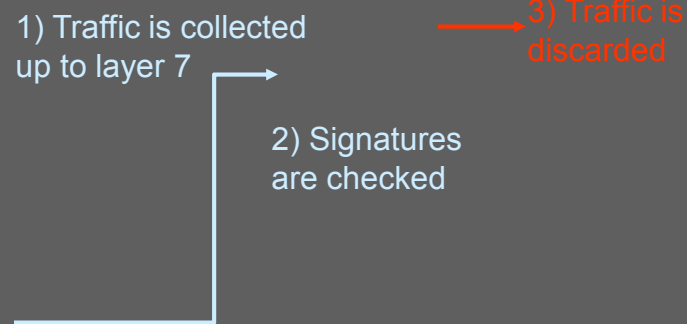 1) Traffic is collected
up to layer 7
3) Traffic is
discarded
2) Signatures
are checked